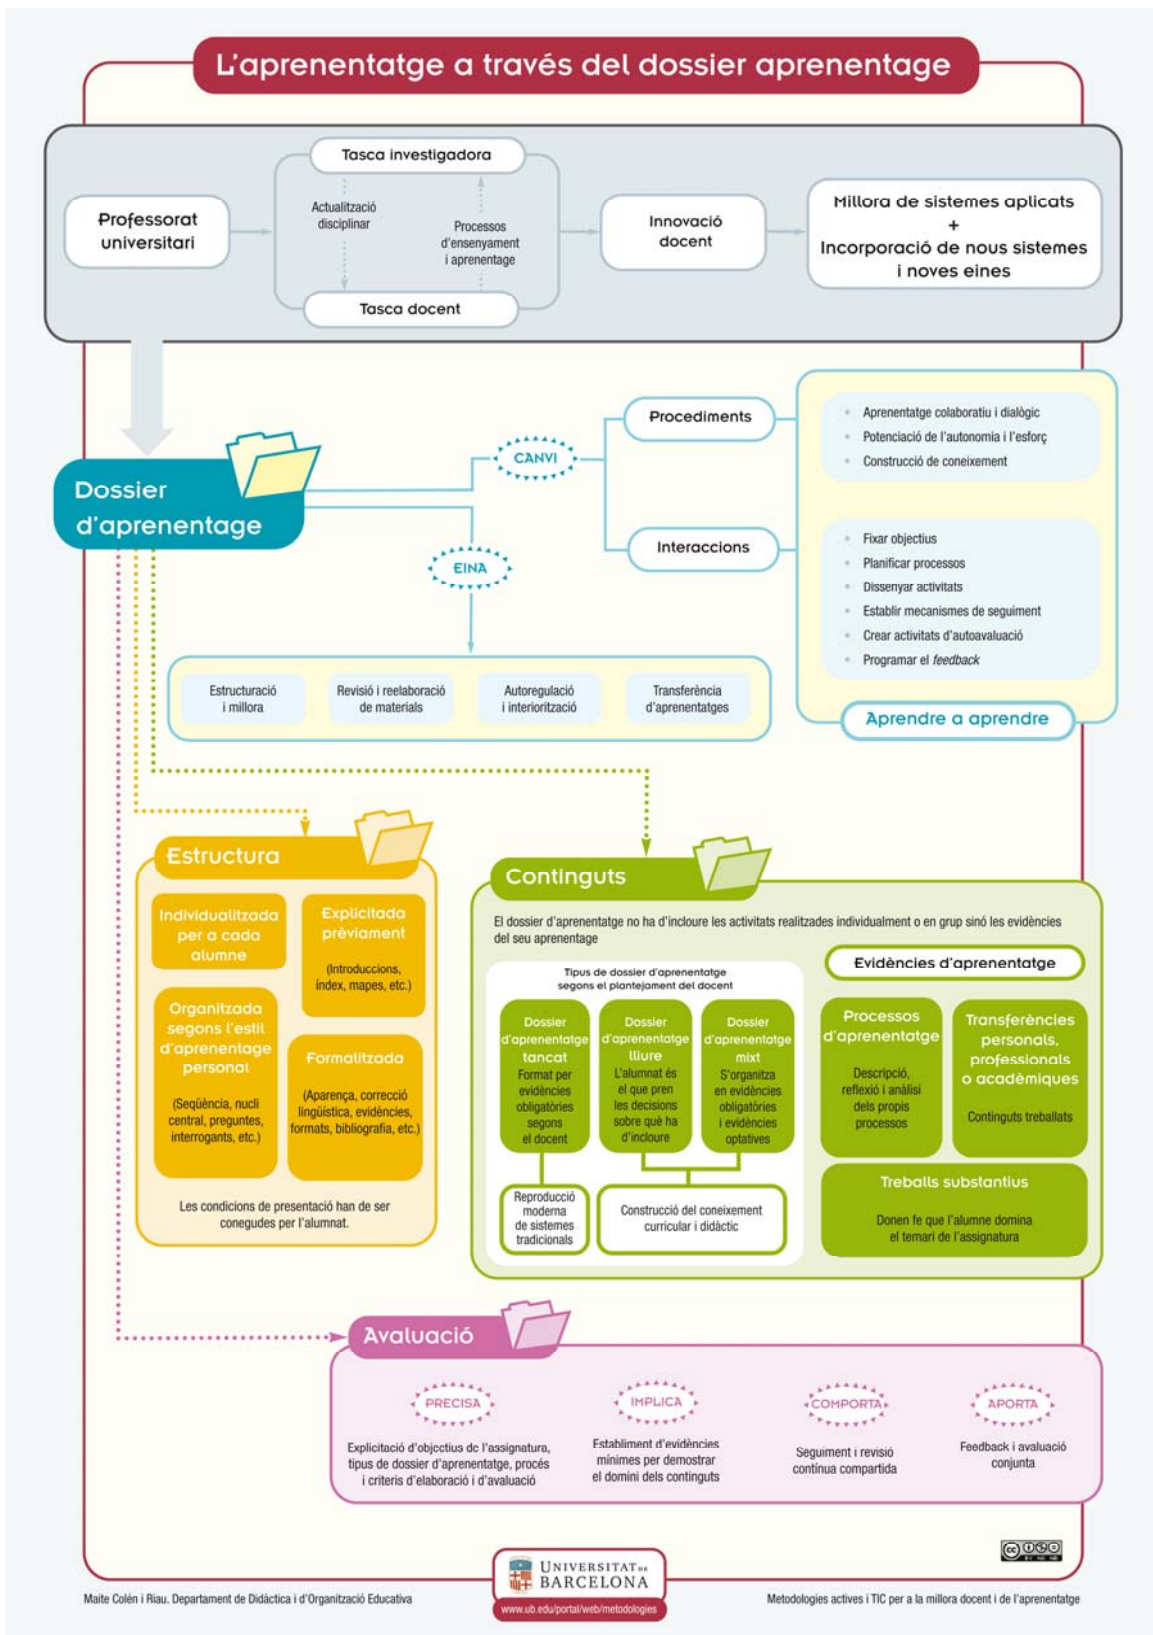 L'aprenentatge a través del dossier aprenentage
Tasca investigadora
Professorat
universitari
Actualització
disciplinar
Processos
d'ensenyament
i aprenentage
Tasca docent
Innovació
docent
Millora de sistemes aplicats
+
Incorporació de nous sistemes
i noves eines
Dossier
d'aprenentage
CANVI
Procediments
Aprenentatge colaboratiu i dialògic
Potenciació de l'autonomia i l'esforç
Construcció de coneixement
Interaccions
Fixar objectius
Planificar processos
Dissenyar activitats
Establir mecanismes de seguiment
Crear activitats d'autoavaluació
Programar el feedback
Aprendre a aprendre
EINA
Estructuració
i millora
Revisió i reelaboració
de materials
Autoregulació
i interiorització
Transferència
d'aprenentatges
Estructura
Individualitzada
per a cada
alumne
Explicitada
prèviament
(Introduccions,
índex, mapes, etc.)
Organitzada
segons l'estil
d'aprenentage
personal
(Seqüència, nucli
central, preguntes,
interrogants, etc.)
Formalitzada
(Aparença, correcció
lingüística, evidències,
formats, bibliografia, etc.)
Les condicions de presentació han de ser
conegudes per l'alumnat.
Continguts
El dossier d'aprenentatge no ha d'incloure les activitats realitzades individualment o en grup sinó les evidències
del seu aprenentage
Tipus de dossier d'aprenentatge
segons el plantejament del docent
Dossier
d'aprenentatge
tancat
Format per
evidències
obligatòries
segons
el docent
Dossier
d'aprenentatge
lliure
L'alumnat és
el que pren
les decisions
sobre què ha
d'incloure
Dossier
d'aprenentatge
mixt
S'organitza
en evidències
obligatòries
i evidències
optatives
Reproducció
moderna
de sistemes
tradicionals
Construcció del coneixement
curricular i didàctic
Evidències d'aprenentatge
Processos
d'aprenentatge
Descripció,
reflexió i anàlisi
dels propis
processos
Transferències
personals,
professionals
o acadèmiques
Continguts treballats
Treballs substantius
Donen fe que l'alumne domina
el temari de l'assignatura
Avaluació
PRECISA
Explicitació d'objectius de l'assignatura,
tipus de dossier d'aprenentatge, procés
i criteris d'elaboració i d'avaluació
IMPLICA
Establiment d'evidències
mínimes per demostrar
el domini dels continguts
COMPORTA
Seguiment i revisió
contínua compartida
APORTA
Feedback i avaluació
conjunta
cc
BY NC ND
UNIVERSITAT DE
BARCELONA
www.ub.edu/portal/web/metodologies
Maite Colén i Riau. Departament de Didàctica i d'Organització Educativa
Metodologies actives i TIC per a la millora docent i de l'aprenentatge